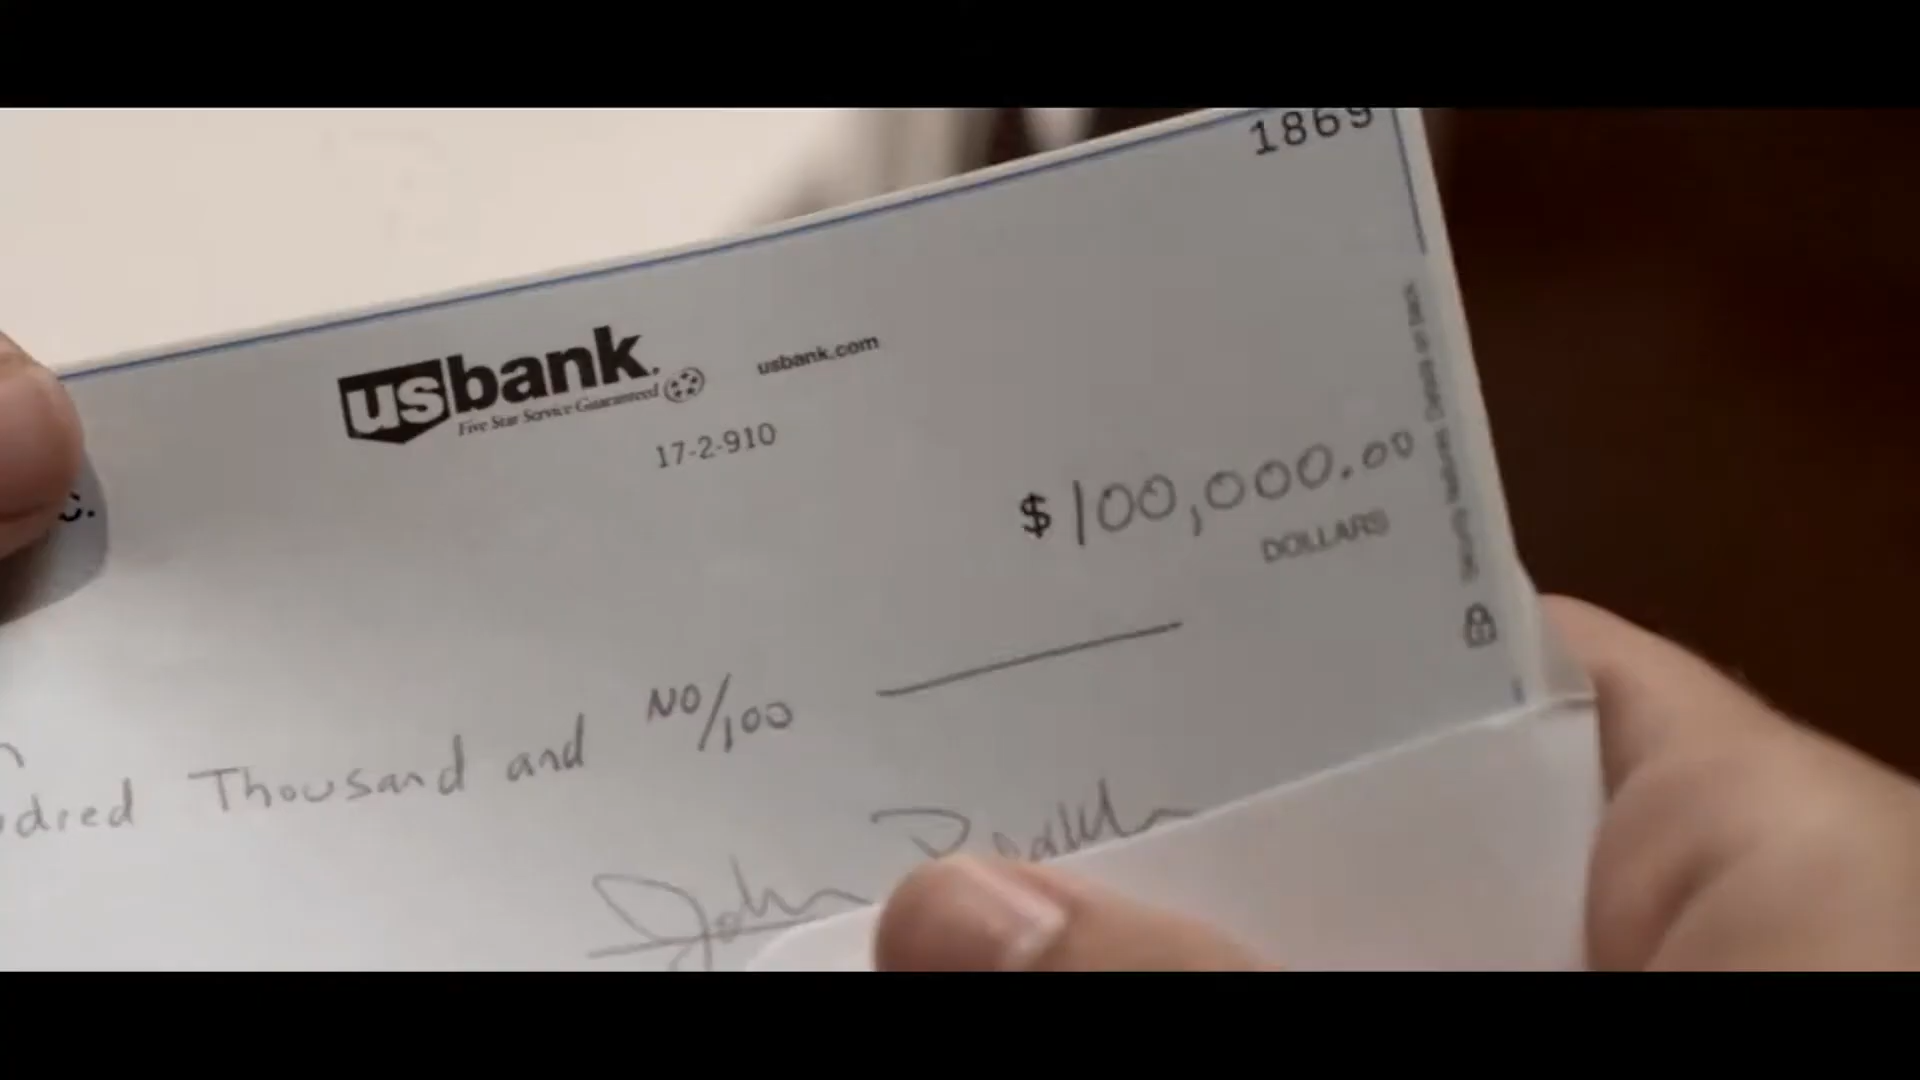 1869
usbank.
Five Star Service Guaranteed
usbank.com
17-2-910
c.
$100,000.00
DOLLARS
Thousand and NO/100
John